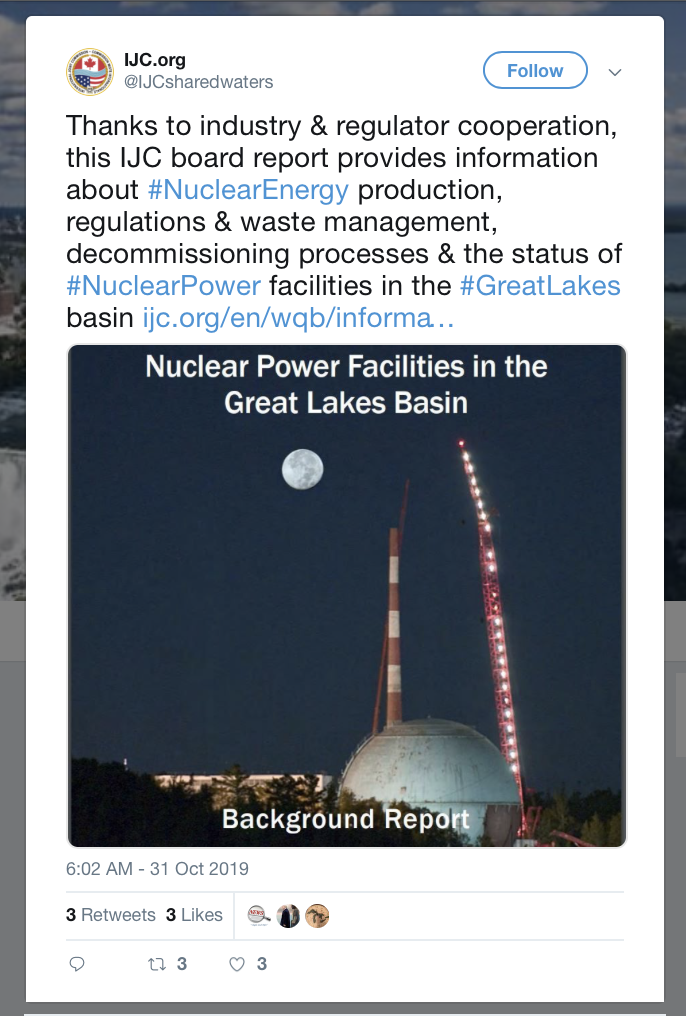 IJC.org
@IJCsharedwaters
Follow
Thanks to industry & regulator cooperation,
this IJC board report provides information
about #NuclearEnergy production,
regulations & waste management,
decommissioning processes & the status of
#NuclearPower facilities in the #GreatLakes
basin ijc.org/en/wqb/informa…
Nuclear Power Facilities in the
Great Lakes Basin
Background Report
6:02 AM - 31 Oct 2019
3 Retweets 3 Likes
3 3